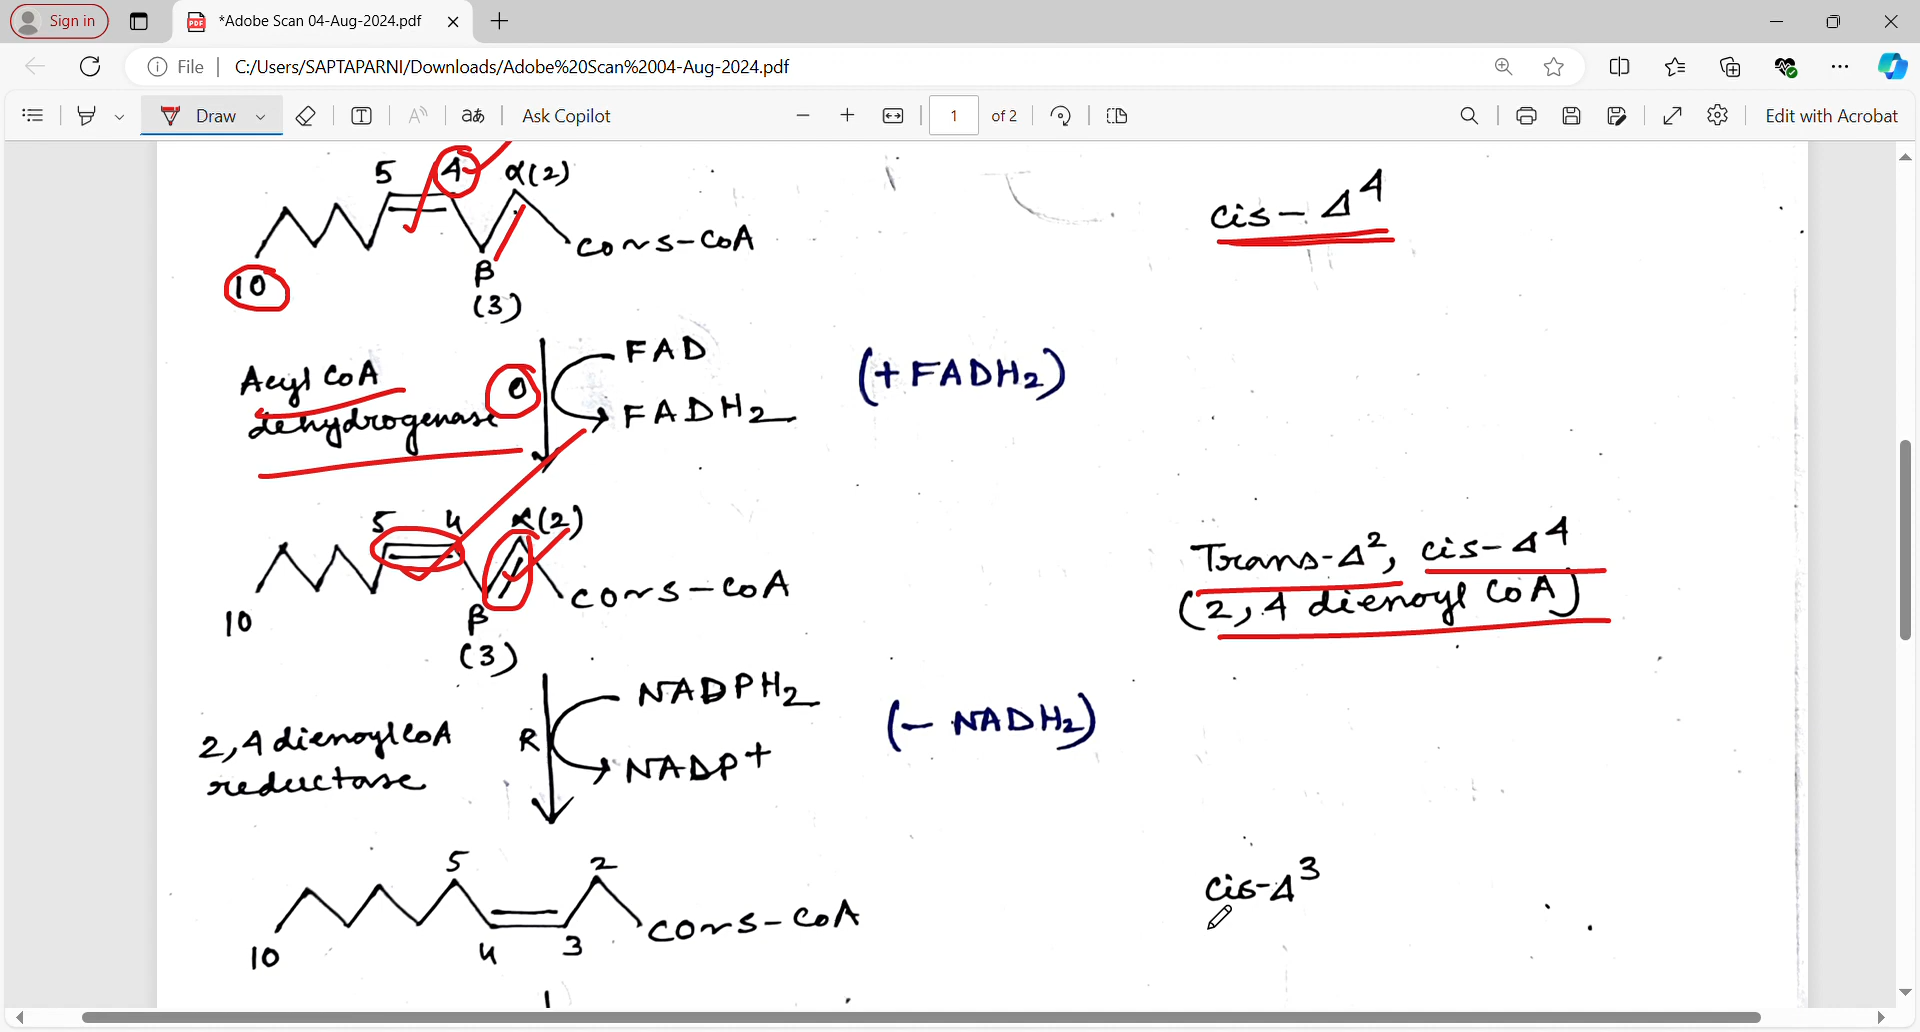 Sign in
*Adobe Scan 04-Aug-2024.pdf
File
C:/Users/SAPTAPARNI/Downloads/Adobe%20Scan%2004-Aug-2024.pdf
Draw
Ask Copilot
1 of 2
Edit with Acrobat
5 4 α(2)
cis-Δ⁴
CO~S-CoA
10
β
(3)
FAD
Acyl CoA
(+ FADH2)
O
FADH2
dehydrogenase
5 4 α(2)
Trans-Δ², cis-Δ⁴
(2,4 dienoyl CoA)
CO~S-CoA
10
β
(3)
NADPH2
(- NADH2)
2,4 dienoyl CoA
R
NADP+
reductase
5 2
cis-Δ³
CO~S-CoA
10 4 3